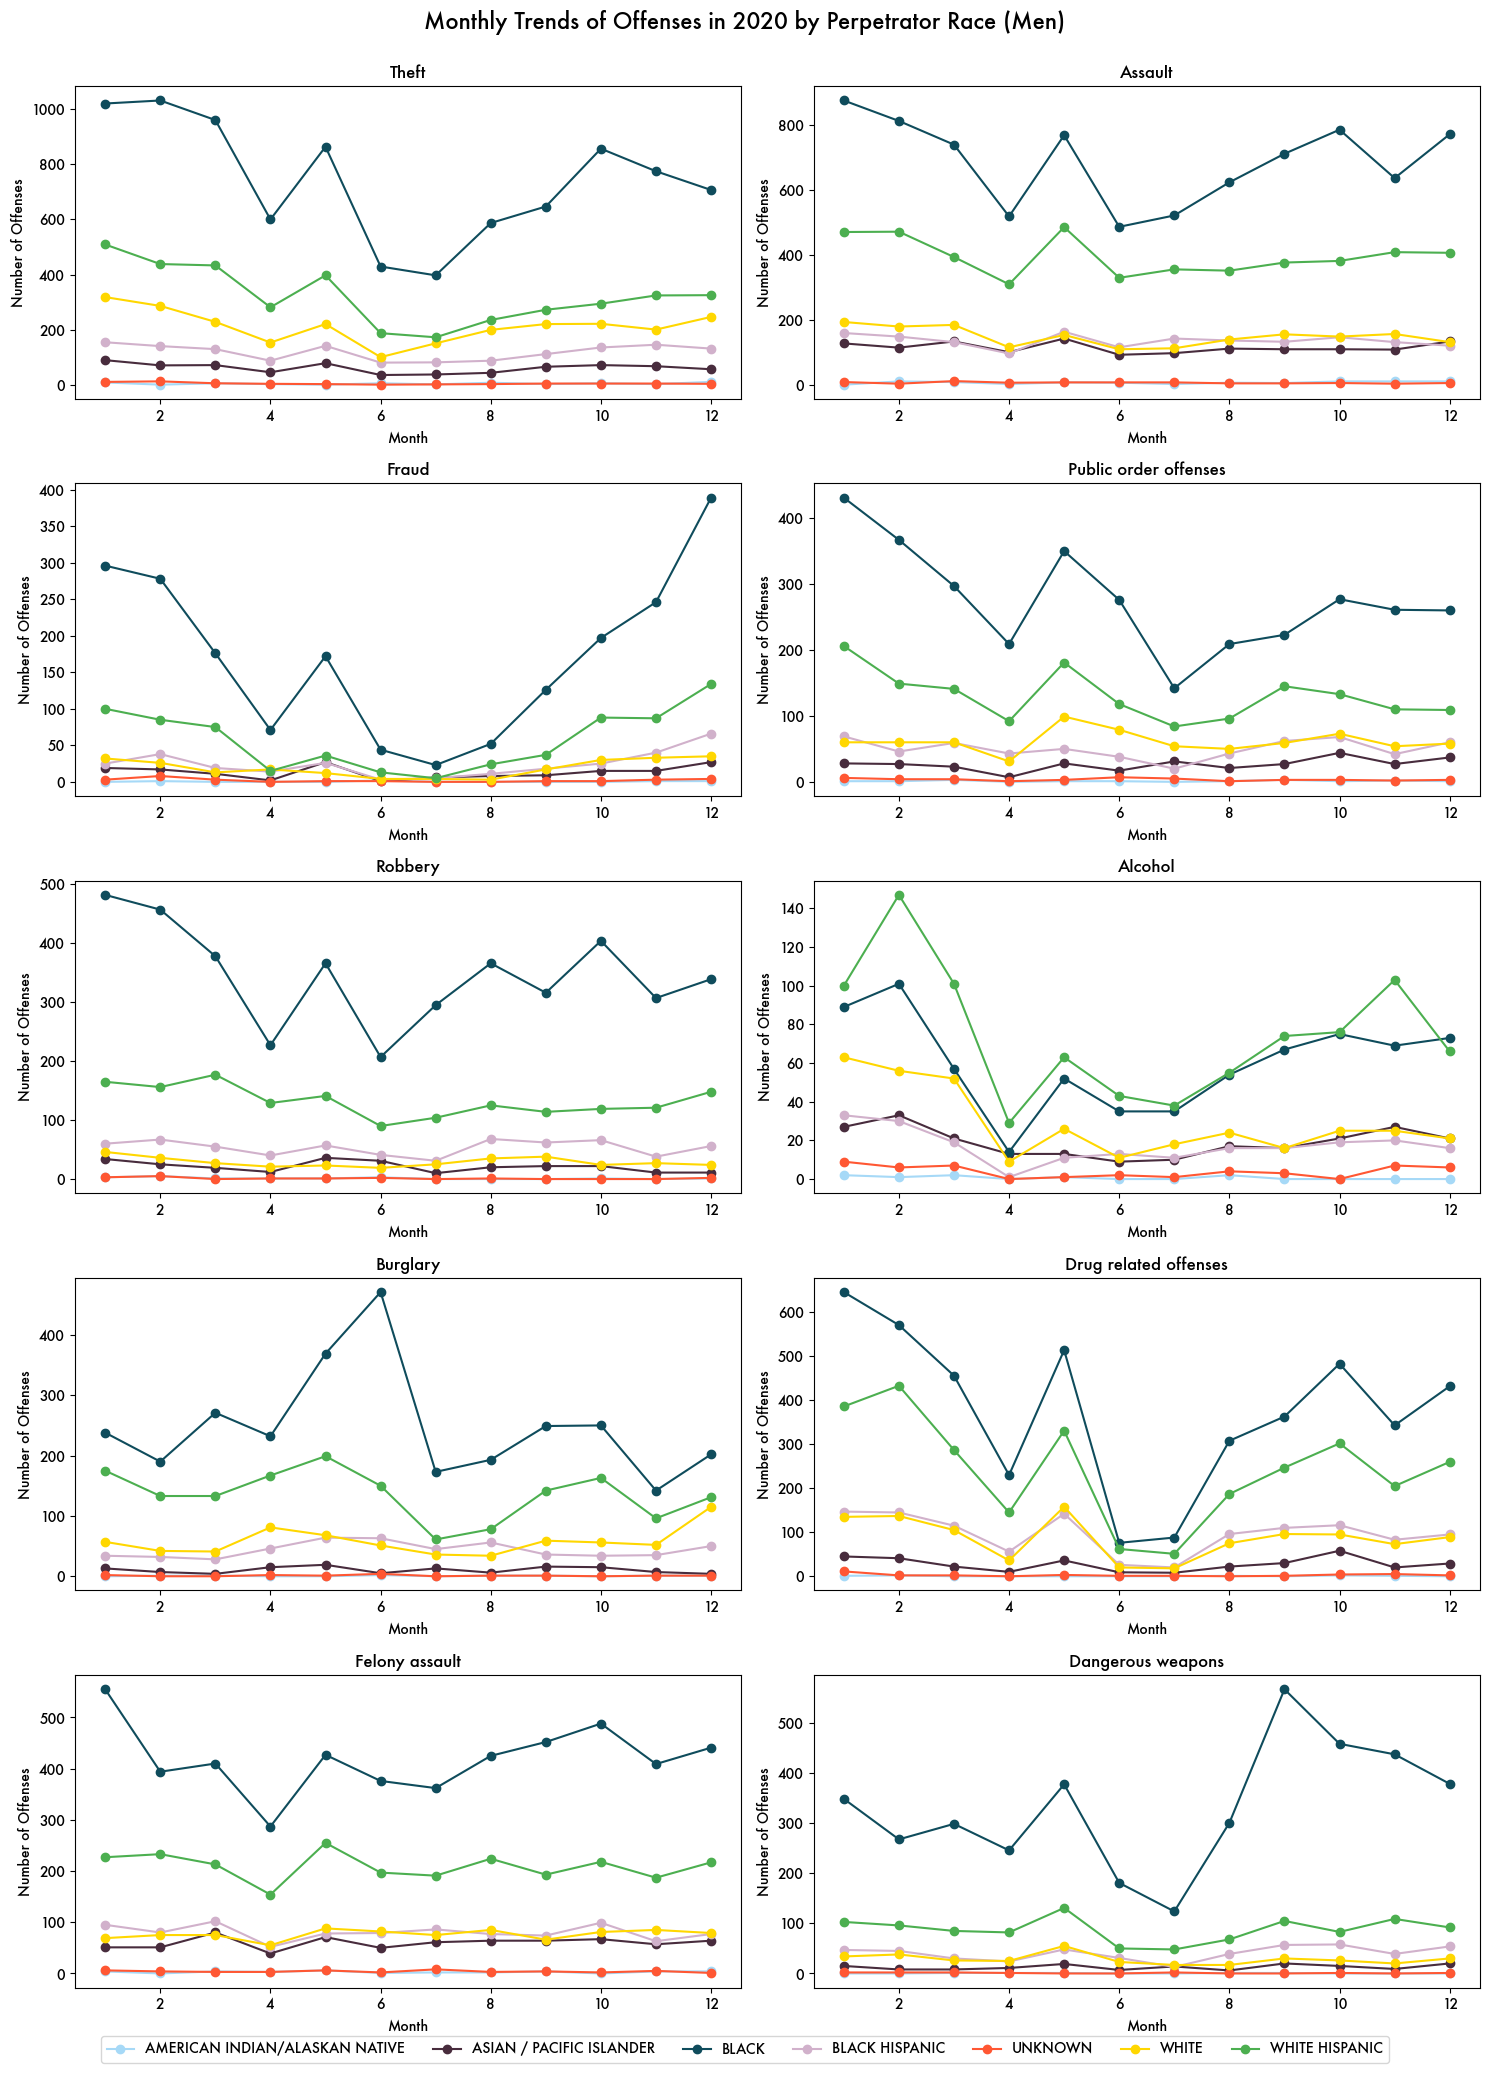 Monthly Trends of Offenses in 2020 by Perpetrator Race (Men)
Theft
Number of Offenses
1000
800
600
400
200
0
2 4 6 8 10 12
Month
Assault
Number of Offenses
800
600
400
200
0
2 4 6 8 10 12
Month
Fraud
Number of Offenses
400
350
300
250
200
150
100
50
0
2 4 6 8 10 12
Month
Public order offenses
Number of Offenses
400
300
200
100
0
2 4 6 8 10 12
Month
Robbery
Number of Offenses
500
400
300
200
100
0
2 4 6 8 10 12
Month
Alcohol
Number of Offenses
140
120
100
80
60
40
20
0
2 4 6 8 10 12
Month
Burglary
Number of Offenses
400
300
200
100
0
2 4 6 8 10 12
Month
Drug related offenses
Number of Offenses
600
500
400
300
200
100
0
2 4 6 8 10 12
Month
Felony assault
Number of Offenses
500
400
300
200
100
0
2 4 6 8 10 12
Month
Dangerous weapons
Number of Offenses
500
400
300
200
100
0
2 4 6 8 10 12
Month
AMERICAN INDIAN/ALASKAN NATIVE ASIAN / PACIFIC ISLANDER BLACK BLACK HISPANIC UNKNOWN WHITE WHITE HISPANIC